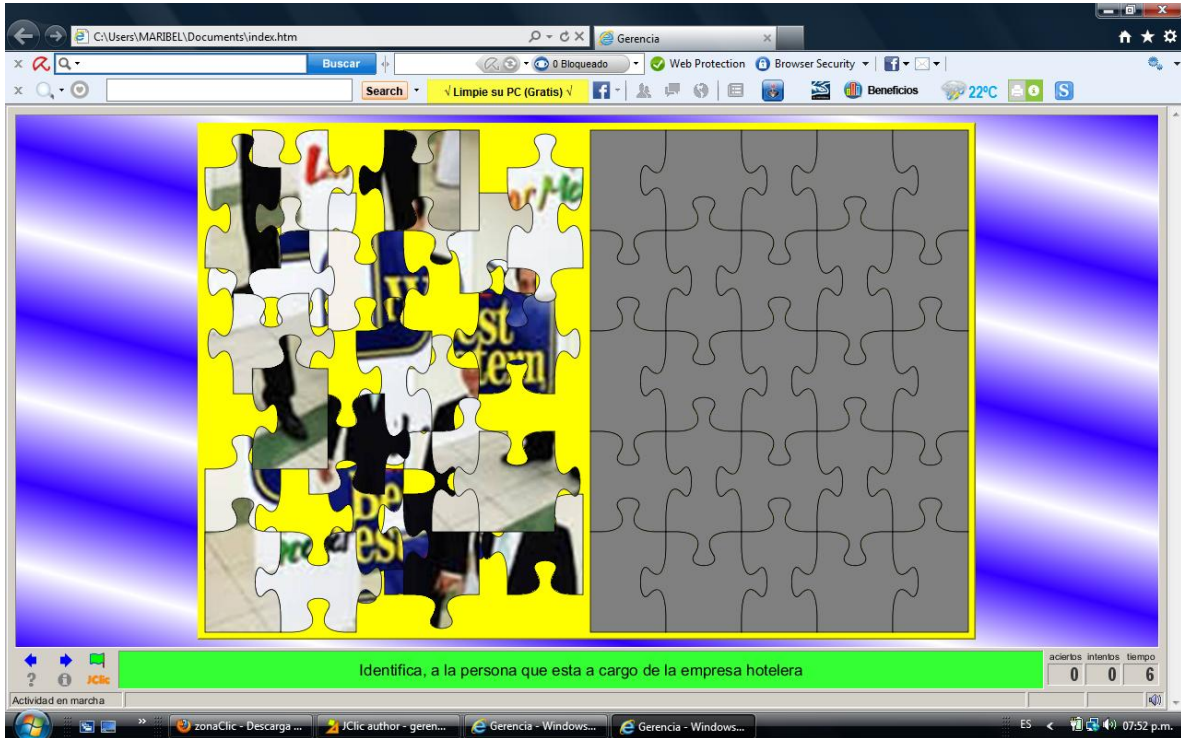 C:\Users\MARIBEL\Documents\index.htm
Gerencia
Buscar
0 Bloqueado
Web Protection
Browser Security
Search
√ Limpie su PC (Gratis) √
Beneficios
22ºC
Identifica, a la persona que esta a cargo de la empresa hotelera
aciertos intentos tiempo
0 0 6
JClic
Actividad en marcha
zonaClic - Descarga ...
JClic author - geren...
Gerencia - Windows...
Gerencia - Windows...
ES
07:52 p.m.